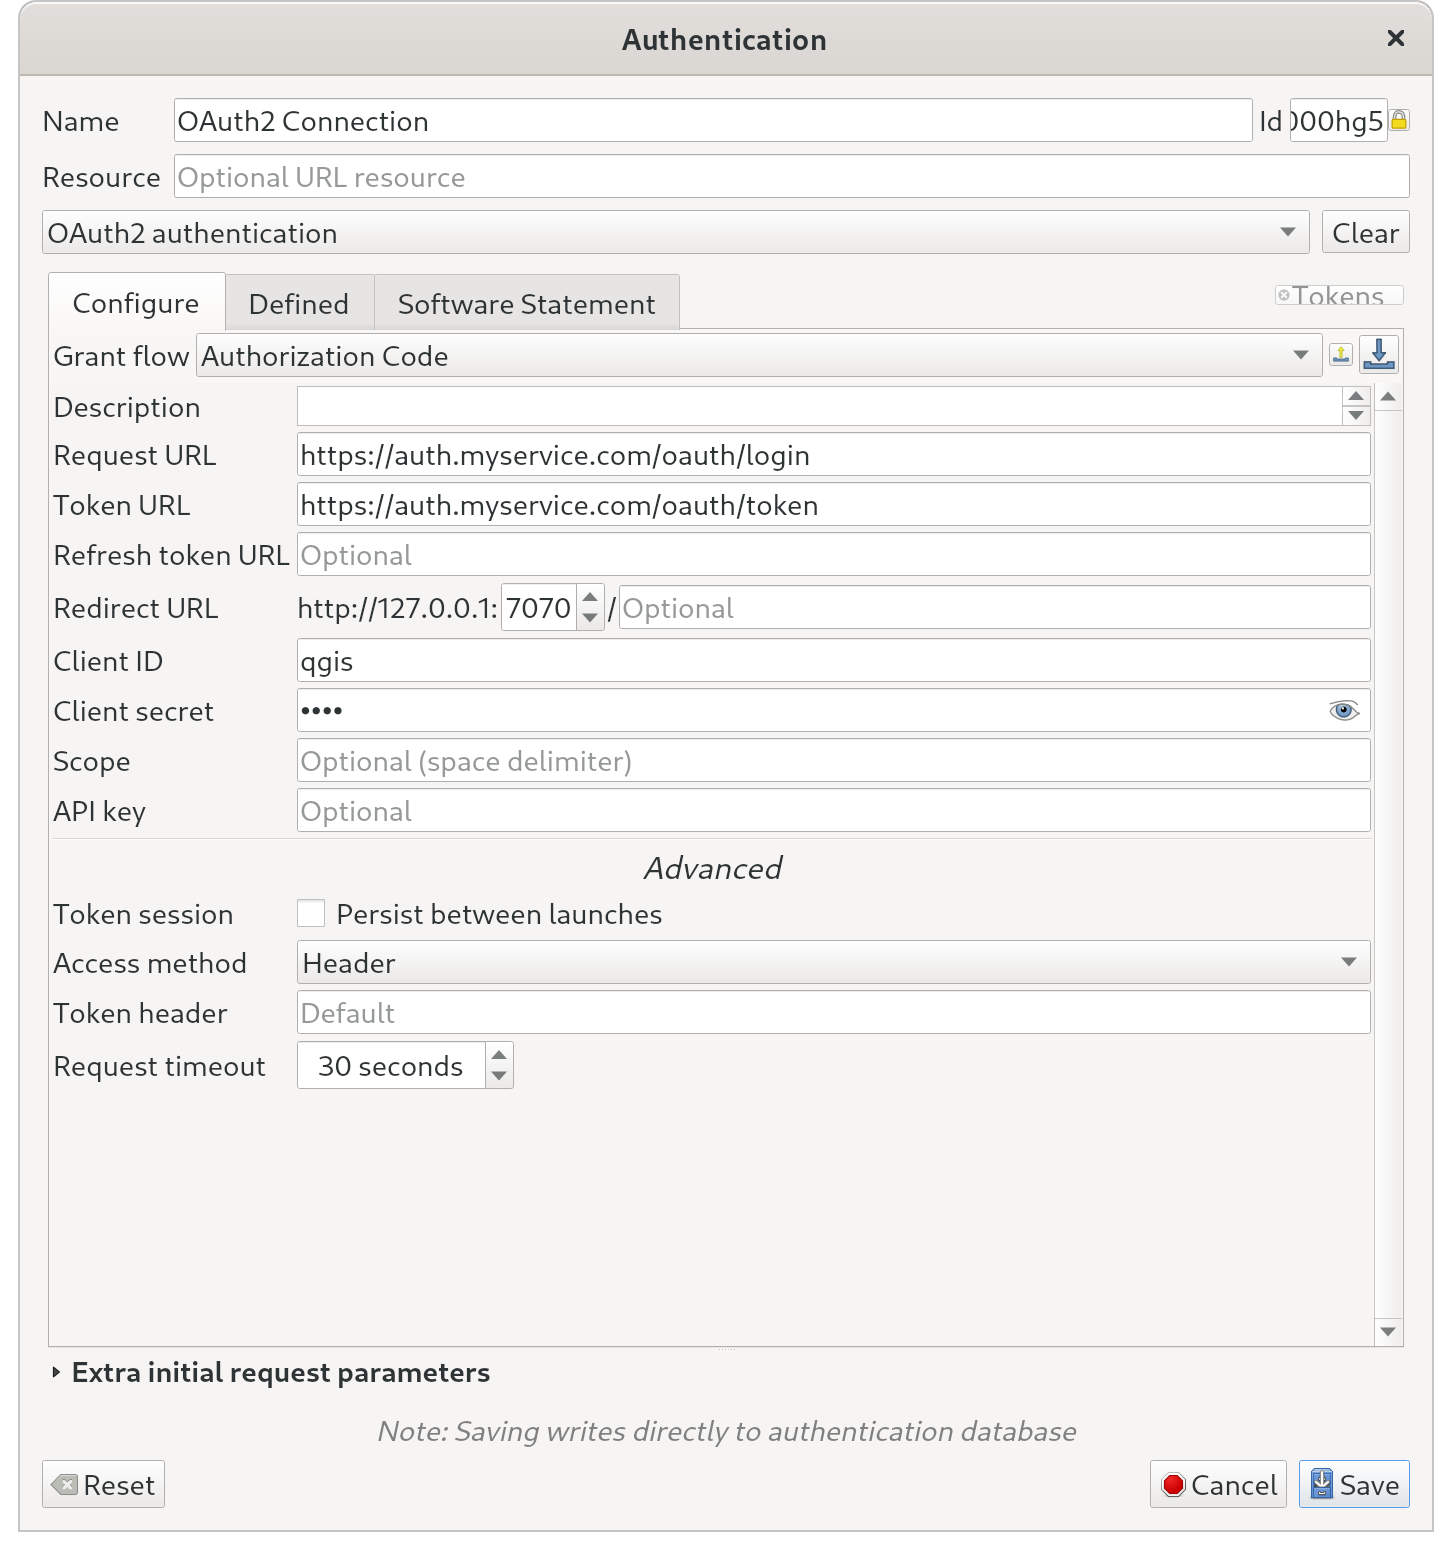 Authentication
Name OAuth2 Connection Id 000hg5
Resource Optional URL resource
OAuth2 authentication Clear
Configure Defined Software Statement Tokens
Grant flow Authorization Code
Description
Request URL https://auth.myservice.com/oauth/login
Token URL https://auth.myservice.com/oauth/token
Refresh token URL Optional
Redirect URL http://127.0.0.1: 7070 / Optional
Client ID qgis
Client secret ••••
Scope Optional (space delimiter)
API key Optional
Advanced
Token session Persist between launches
Access method Header
Token header Default
Request timeout 30 seconds
Extra initial request parameters
Note: Saving writes directly to authentication database
Reset Cancel Save